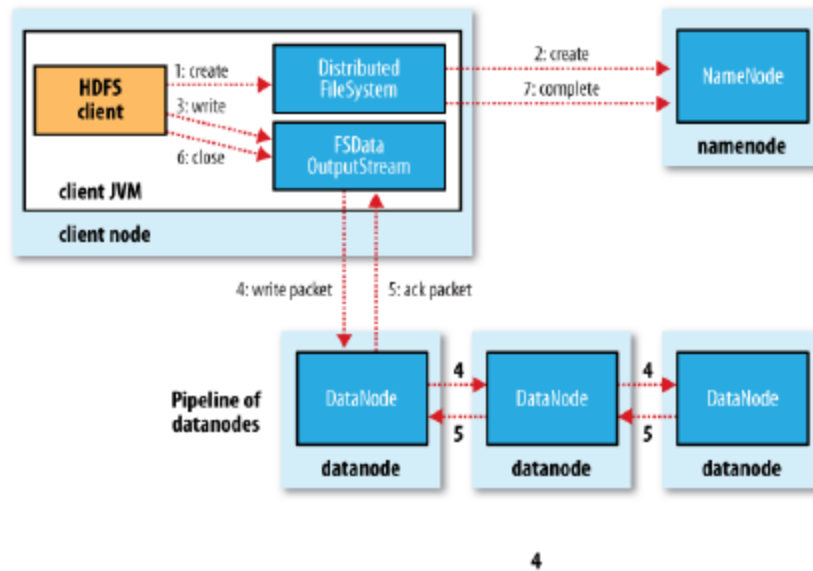 1: create
Distributed
FileSystem
2: create
NameNode
HDFS
client
3: write
7: complete
6: close
FSData
OutputStream
namenode
client JVM
client node
4: write packet
5: ack packet
Pipeline of
datanodes
DataNode
4
5
DataNode
4
5
DataNode
datanode
datanode
datanode
4